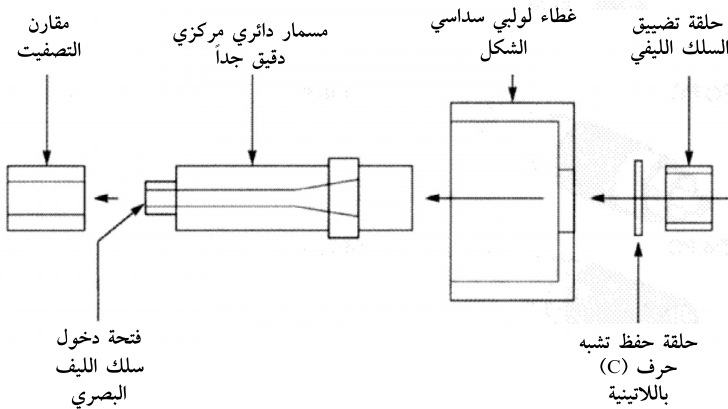 حلقة تضييق
السلك الليفي
غطاء لولبي سداسي
الشكل
مسمار دائري مركزي
دقيق جداً
مقارن
التصفيت
حلقة حفظ تشبه
حرف (C)
باللاتينية
فتحة دخول
سلك الليف
البصري